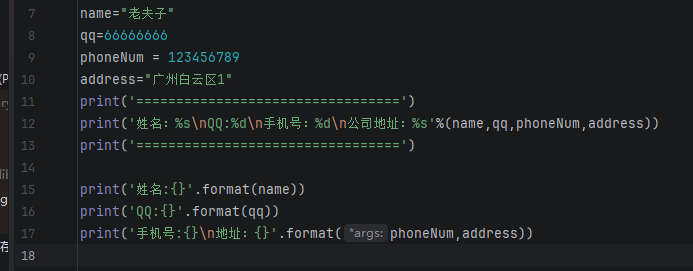 7 name="老夫子"
8 qq=66666666
9 phoneNum = 123456789
10 address="广州白云区1"
11 print('=================================')
12 print('姓名：%s\nQQ:%d\n手机号：%d\n公司地址：%s'%(name,qq,phoneNum,address))
13 print('=================================')
14
15 print('姓名:{}'.format(name))
16 print('QQ:{}'.format(qq))
17 print('手机号:{}\n地址：{}'.format( *args: phoneNum,address))
18